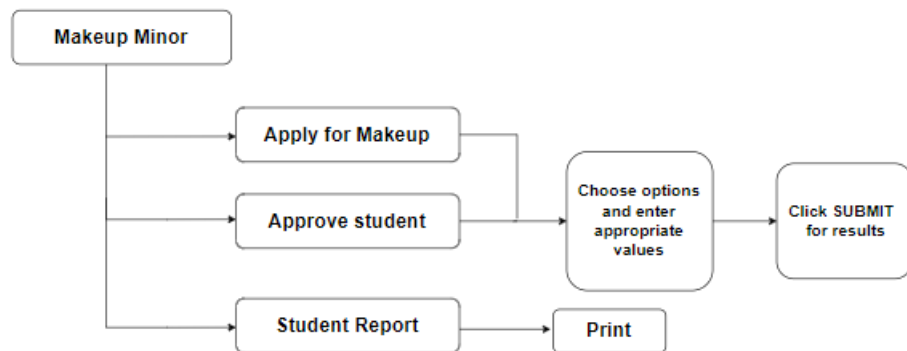 Makeup Minor
Apply for Makeup
Approve student
Choose options
and enter
appropriate
values
Click SUBMIT
for results
Student Report
Print